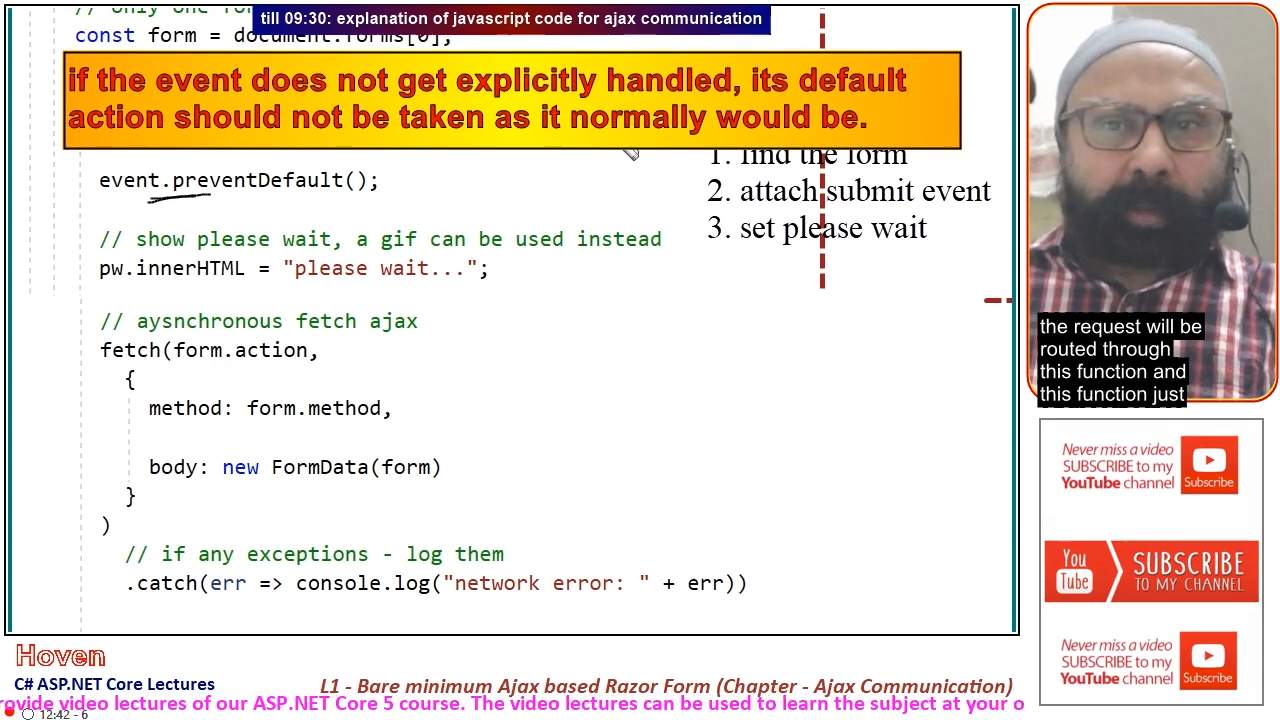 // only one for
till 09:30: explanation of javascript code for ajax communication
const form = document.forms[0];
if the event does not get explicitly handled, its default
action should not be taken as it normally would be.
1. find the form
event.preventDefault();
2. attach submit event
3. set please wait
// show please wait, a gif can be used instead
pw.innerHTML = "please wait...";
// aysnchronous fetch ajax
fetch(form.action,
{
method: form.method,
body: new FormData(form)
}
)
// if any exceptions - log them
.catch(err => console.log("network error: " + err))
the request will be
routed through
this function and
this function just
Never miss a video
SUBSCRIBE to my
YouTube channel
Subscribe
You
Tube
SUBSCRIBE
TO MY CHANNEL
Never miss a video
SUBSCRIBE to my
YouTube channel
Subscribe
Hoven
C# ASP.NET Core Lectures
L1 - Bare minimum Ajax based Razor Form (Chapter - Ajax Communication)
rovide video lectures of our ASP.NET Core 5 course. The video lectures can be used to learn the subject at your o
12:42 - 6